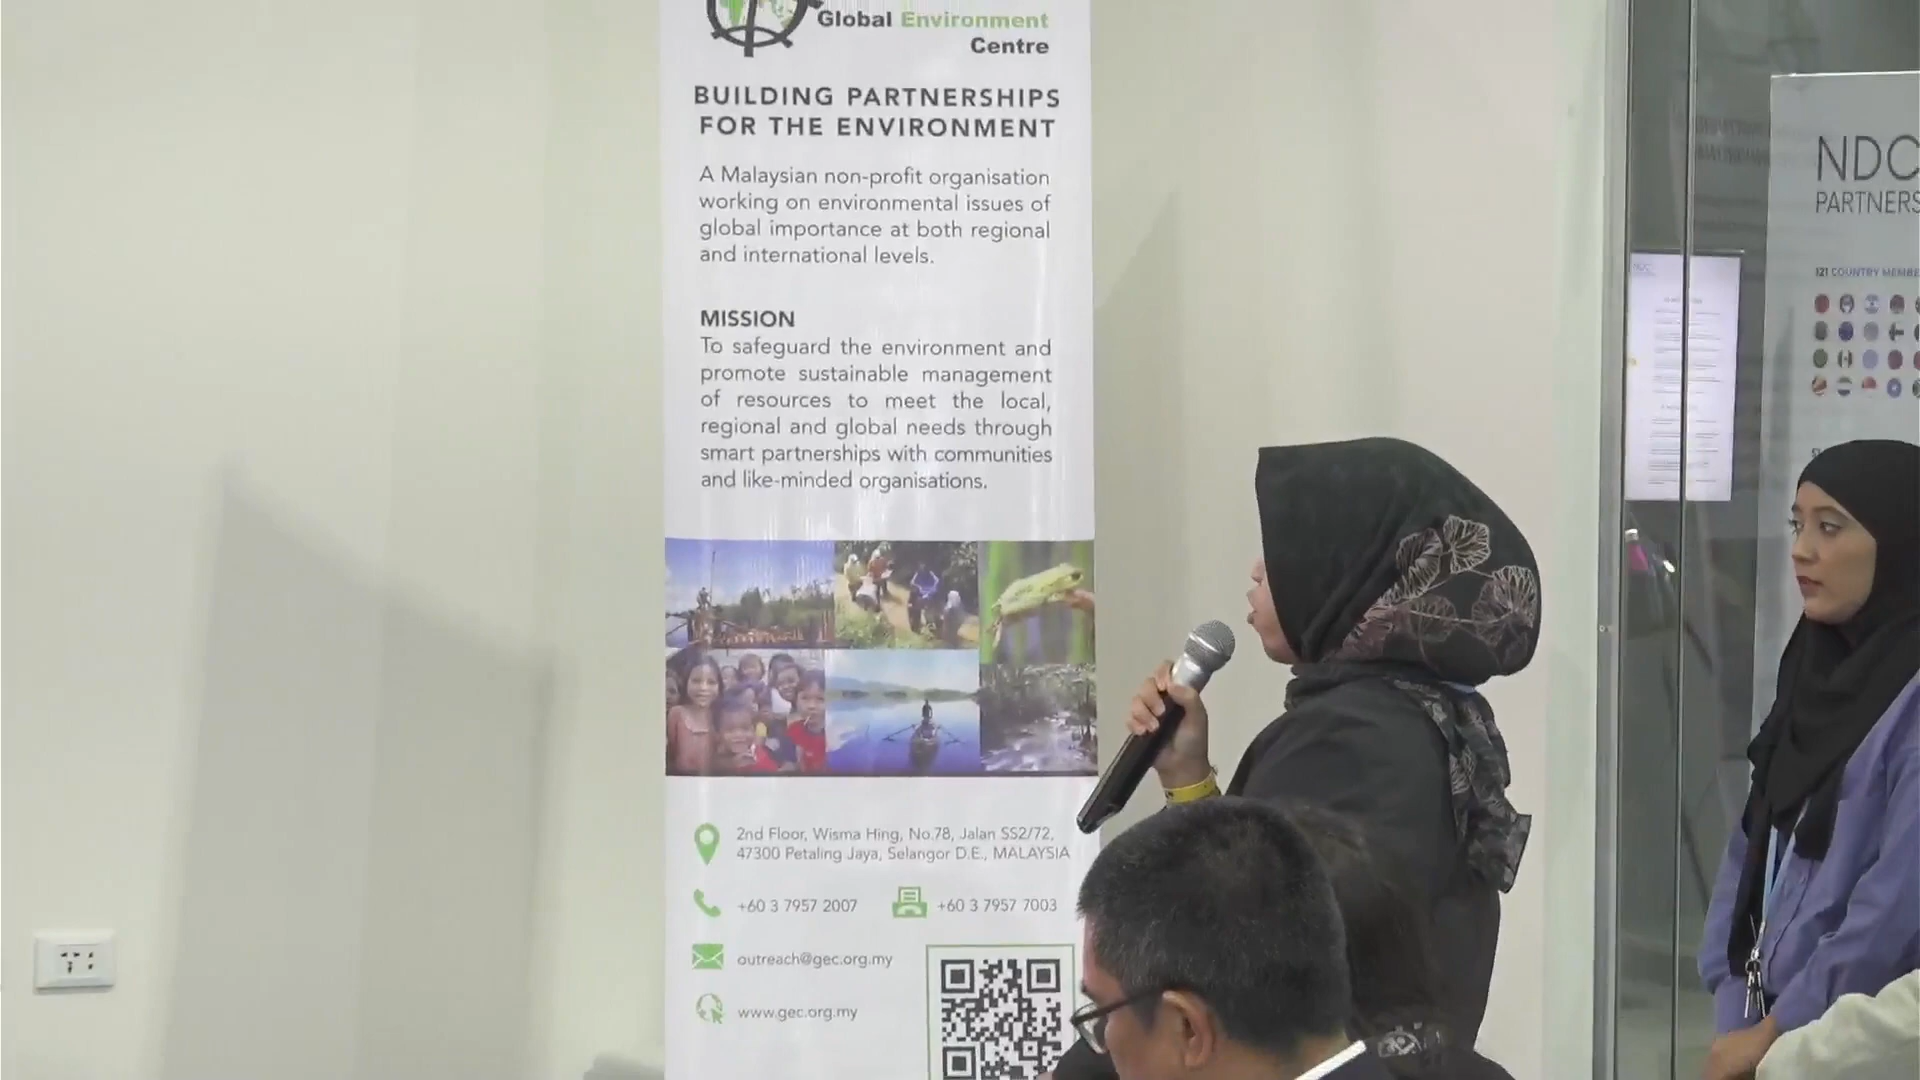 Global Environment
Centre
BUILDING PARTNERSHIPS
FOR THE ENVIRONMENT
A Malaysian non-profit organisation
working on environmental issues of
global importance at both regional
and international levels.
MISSION
To safeguard the environment and
promote sustainable management
of resources to meet the local,
regional and global needs through
smart partnerships with communities
and like-minded organisations.
2nd Floor, Wisma Hing, No.78, Jalan SS2/72,
47300 Petaling Jaya, Selangor D.E., MALAYSIA
+60 3 7957 2007
+60 3 7957 7003
outreach@gec.org.my
www.gec.org.my
NDC
PARTNERS
121 COUNTRY MEMBE